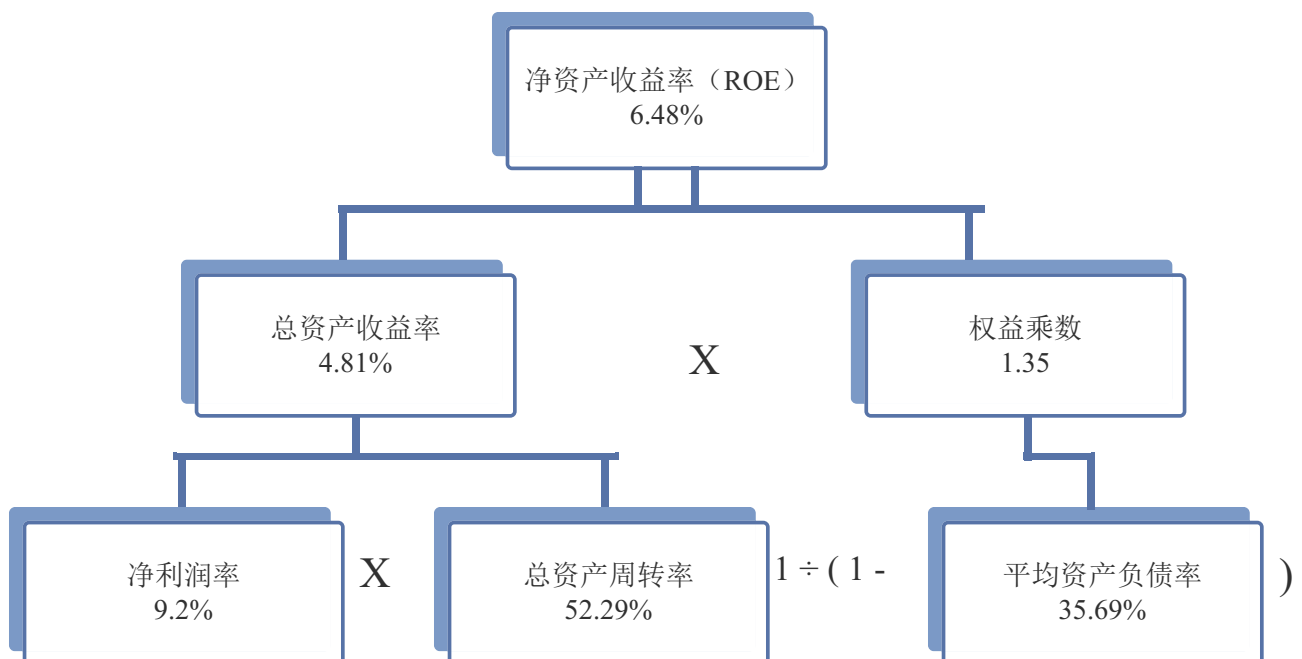 净资产收益率（ROE）
6.48%
总资产收益率
4.81%
X
权益乘数
1.35
净利润率
9.2%
X
总资产周转率
52.29%
1 ÷ ( 1 -
平均资产负债率
35.69%
)